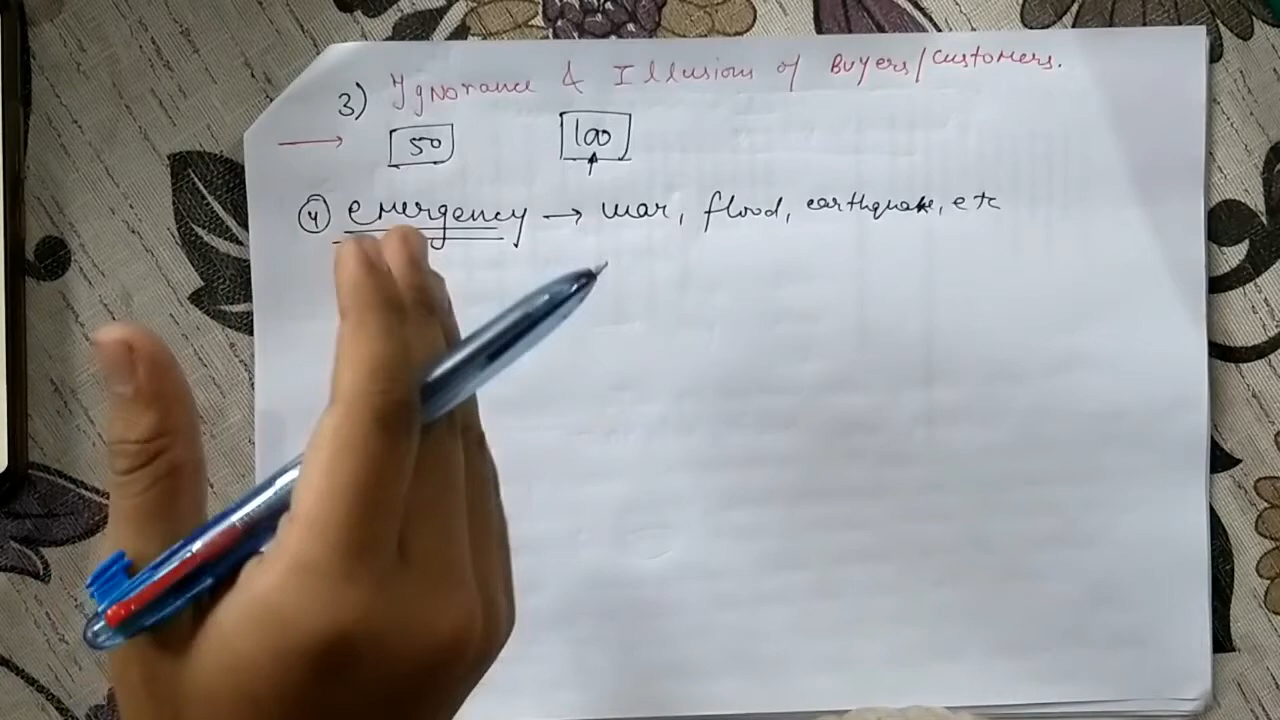 3) Ignorance & Illusion of Buyers/Customers.
→ 50 100
④ emergency → war, flood, earthquake, etc